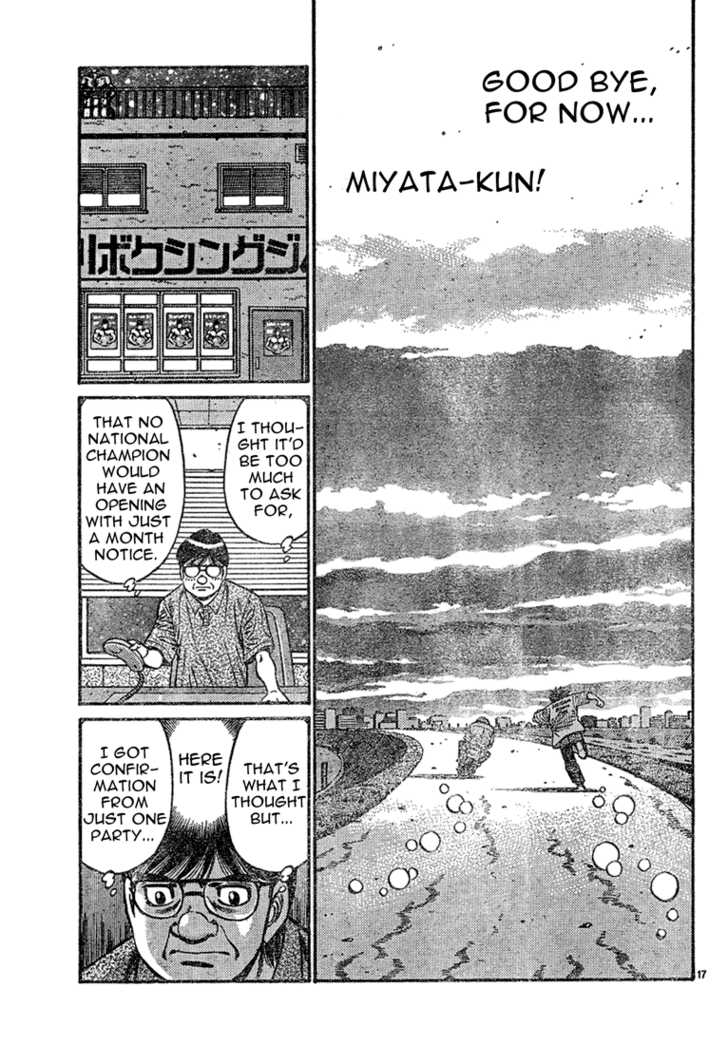 GOOD BYE,
FOR NOW...
MIYATA-KUN!
ボクシングジム
I THOU-
GHT IT'D
BE TOO
MUCH
TO ASK
FOR,
THAT NO
NATIONAL
CHAMPION
WOULD
HAVE AN
OPENING
WITH JUST
A MONTH
NOTICE.
THAT'S
WHAT I
THOUGHT
BUT...
HERE
IT IS!
I GOT
CONFIR-
MATION
FROM
JUST ONE
PARTY...
17